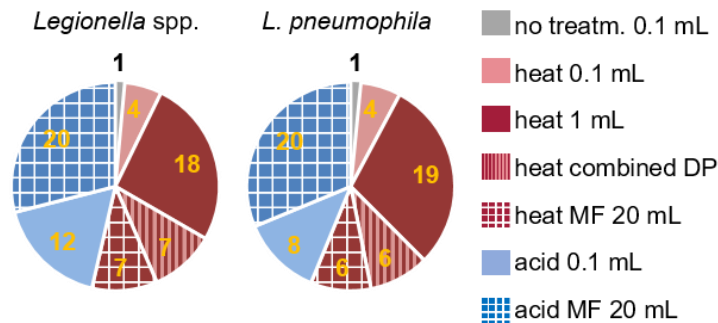 Legionella spp.
L. pneumophila
1
4
18
7
7
12
20
1
4
19
6
6
8
20
no treatm. 0.1 mL
heat 0.1 mL
heat 1 mL
heat combined DP
heat MF 20 mL
acid 0.1 mL
acid MF 20 mL